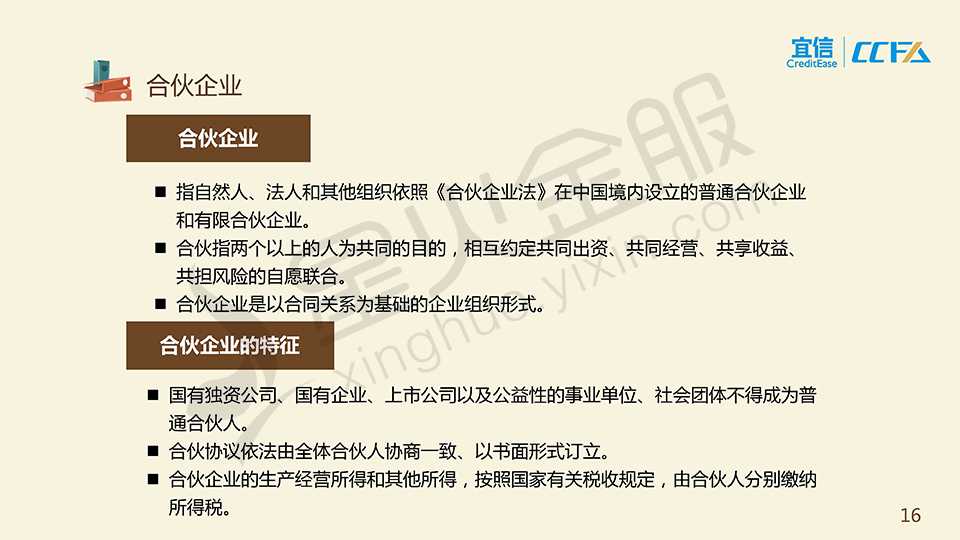 宜信
CreditEase
CCFA
合伙企业
合伙企业
■ 指自然人、法人和其他组织依照《合伙企业法》在中国境内设立的普通合伙企业
和有限合伙企业。
■ 合伙指两个以上的人为共同的目的，相互约定共同出资、共同经营、共享收益、
共担风险的自愿联合。
■ 合伙企业是以合同关系为基础的企业组织形式。
合伙企业的特征
■ 国有独资公司、国有企业、上市公司以及公益性的事业单位、社会团体不得成为普
通合伙人。
■ 合伙协议依法由全体合伙人协商一致、以书面形式订立。
■ 合伙企业的生产经营所得和其他所得，按照国家有关税收规定，由合伙人分别缴纳
所得税。
星火金服
xinghuo.yixin.com
16